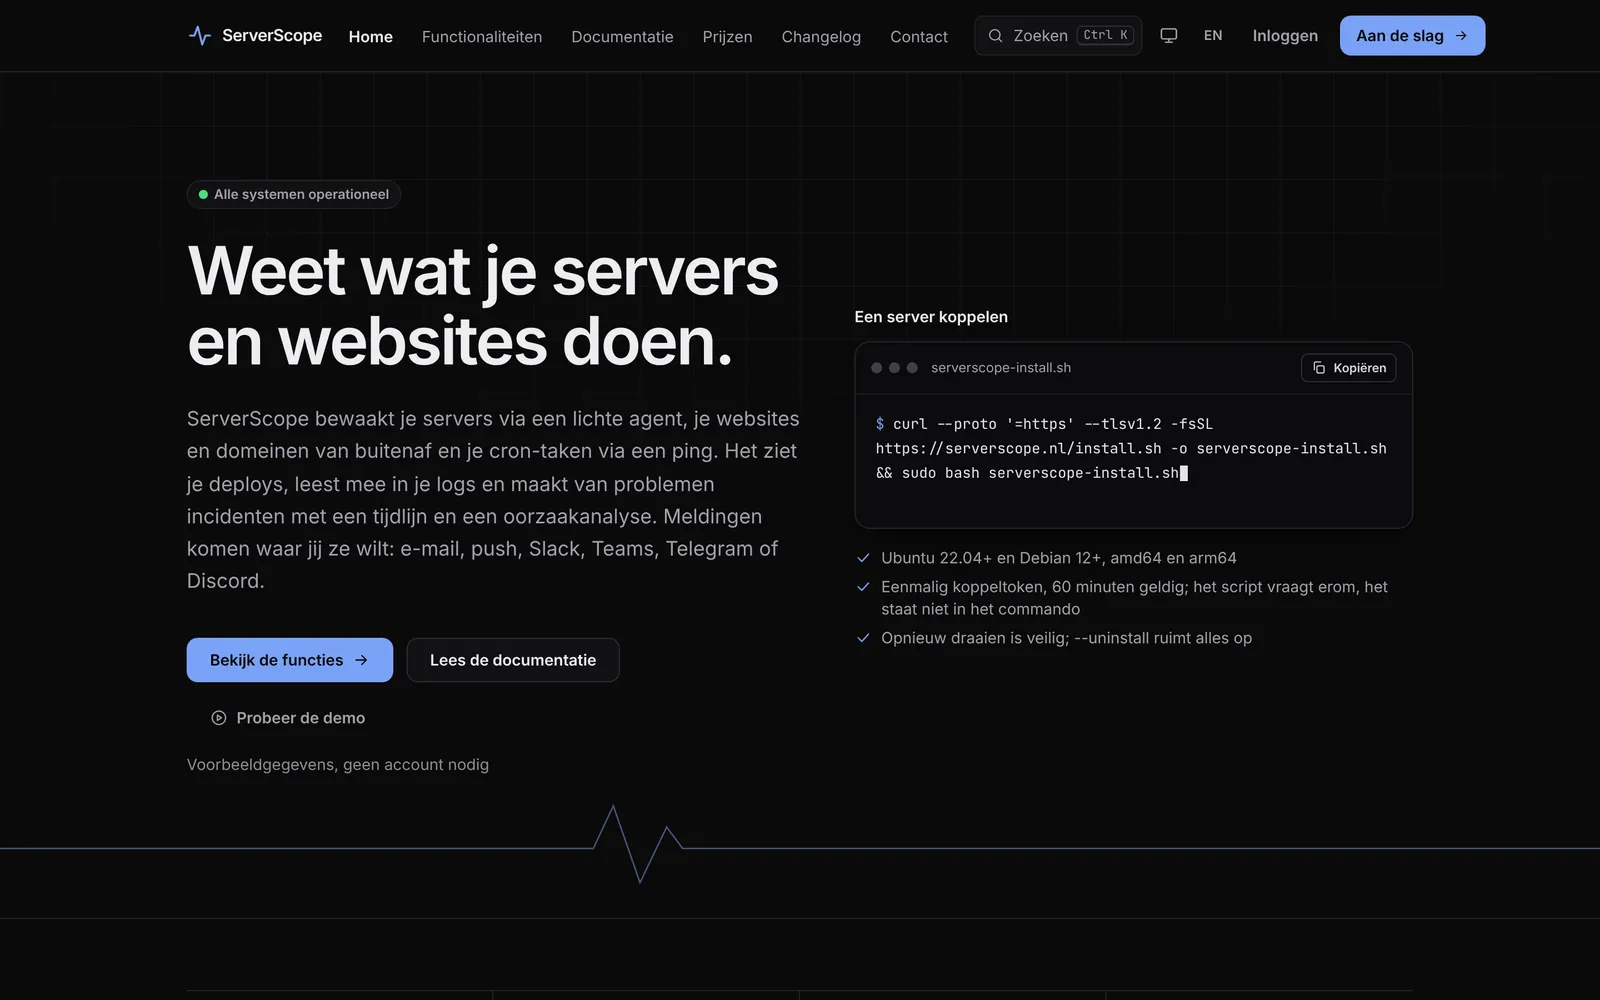 ServerScope
Home
Functionaliteiten
Documentatie
Prijzen
Changelog
Contact
Zoeken
Ctrl K
EN
Inloggen
Aan de slag
Alle systemen operationeel
Weet wat je servers
en websites doen.
ServerScope bewaakt je servers via een lichte agent, je websites
en domeinen van buitenaf en je cron-taken via een ping. Het ziet
je deploys, leest mee in je logs en maakt van problemen
incidenten met een tijdlijn en een oorzaakanalyse. Meldingen
komen waar jij ze wilt: e-mail, push, Slack, Teams, Telegram of
Discord.
Bekijk de functies
Lees de documentatie
Probeer de demo
Voorbeeldgegevens, geen account nodig
Een server koppelen
serverscope-install.sh
Kopiëren
$ curl --proto '=https' --tlsv1.2 -fsSL
https://serverscope.nl/install.sh -o serverscope-install.sh
&& sudo bash serverscope-install.sh
Ubuntu 22.04+ en Debian 12+, amd64 en arm64
Eenmalig koppeltoken, 60 minuten geldig; het script vraagt erom, het
staat niet in het commando
Opnieuw draaien is veilig; --uninstall ruimt alles op